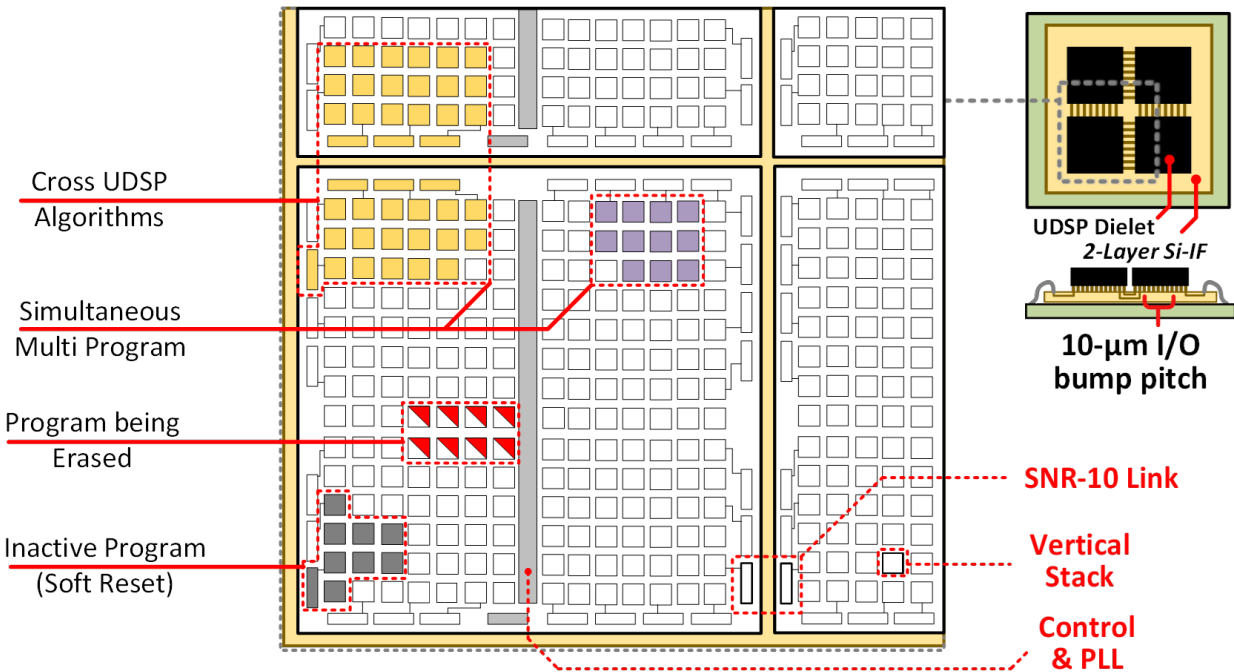 Cross UDSP
Algorithms
Simultaneous
Multi Program
Program being
Erased
Inactive Program
(Soft Reset)
UDSP Dielet
2-Layer Si-IF
10-μm I/O
bump pitch
SNR-10 Link
Vertical
Stack
Control
& PLL